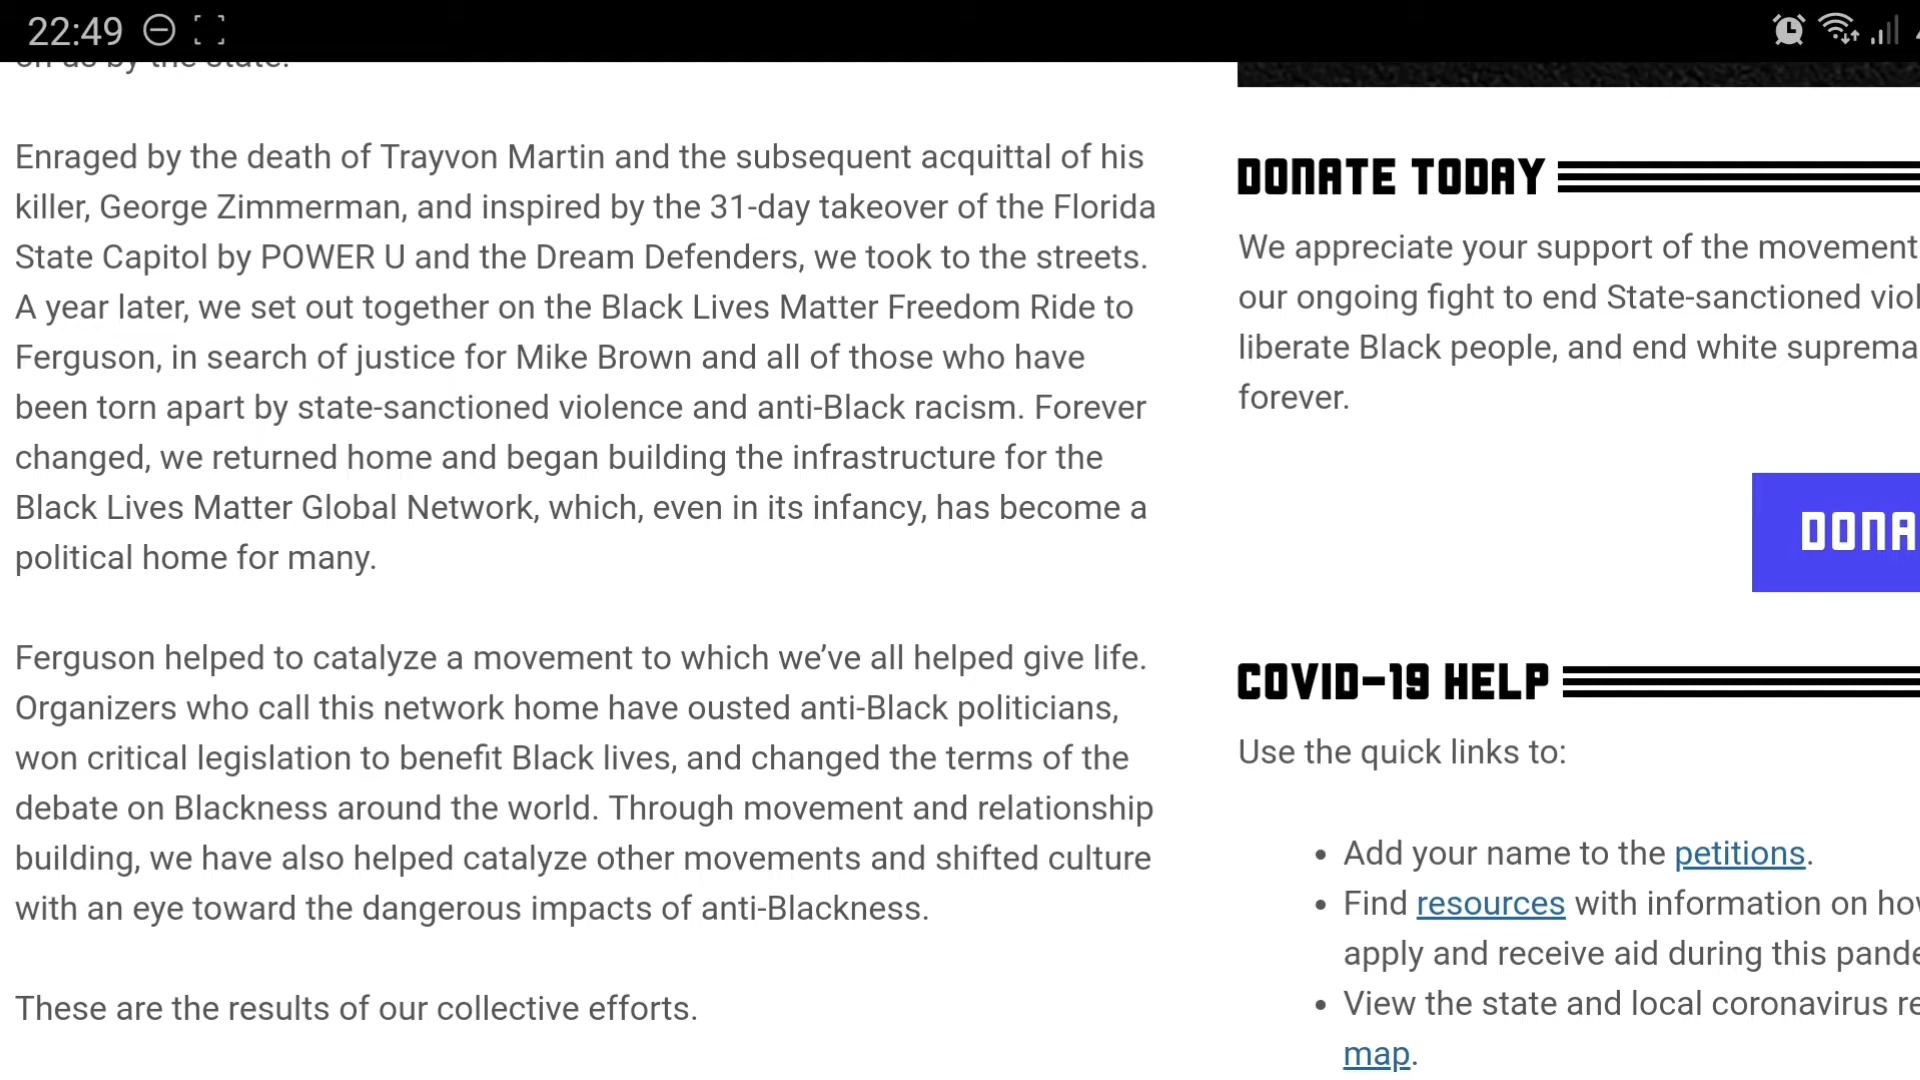 22:49
on us by the state.
Enraged by the death of Trayvon Martin and the subsequent acquittal of his
killer, George Zimmerman, and inspired by the 31-day takeover of the Florida
State Capitol by POWER U and the Dream Defenders, we took to the streets.
A year later, we set out together on the Black Lives Matter Freedom Ride to
Ferguson, in search of justice for Mike Brown and all of those who have
been torn apart by state-sanctioned violence and anti-Black racism. Forever
changed, we returned home and began building the infrastructure for the
Black Lives Matter Global Network, which, even in its infancy, has become a
political home for many.
Ferguson helped to catalyze a movement to which we’ve all helped give life.
Organizers who call this network home have ousted anti-Black politicians,
won critical legislation to benefit Black lives, and changed the terms of the
debate on Blackness around the world. Through movement and relationship
building, we have also helped catalyze other movements and shifted culture
with an eye toward the dangerous impacts of anti-Blackness.
These are the results of our collective efforts.
DONATE TODAY
We appreciate your support of the movement
our ongoing fight to end State-sanctioned viol
liberate Black people, and end white suprema
forever.
DONA
COVID-19 HELP
Use the quick links to:
• Add your name to the petitions.
• Find resources with information on how
apply and receive aid during this pande
• View the state and local coronavirus re
map.